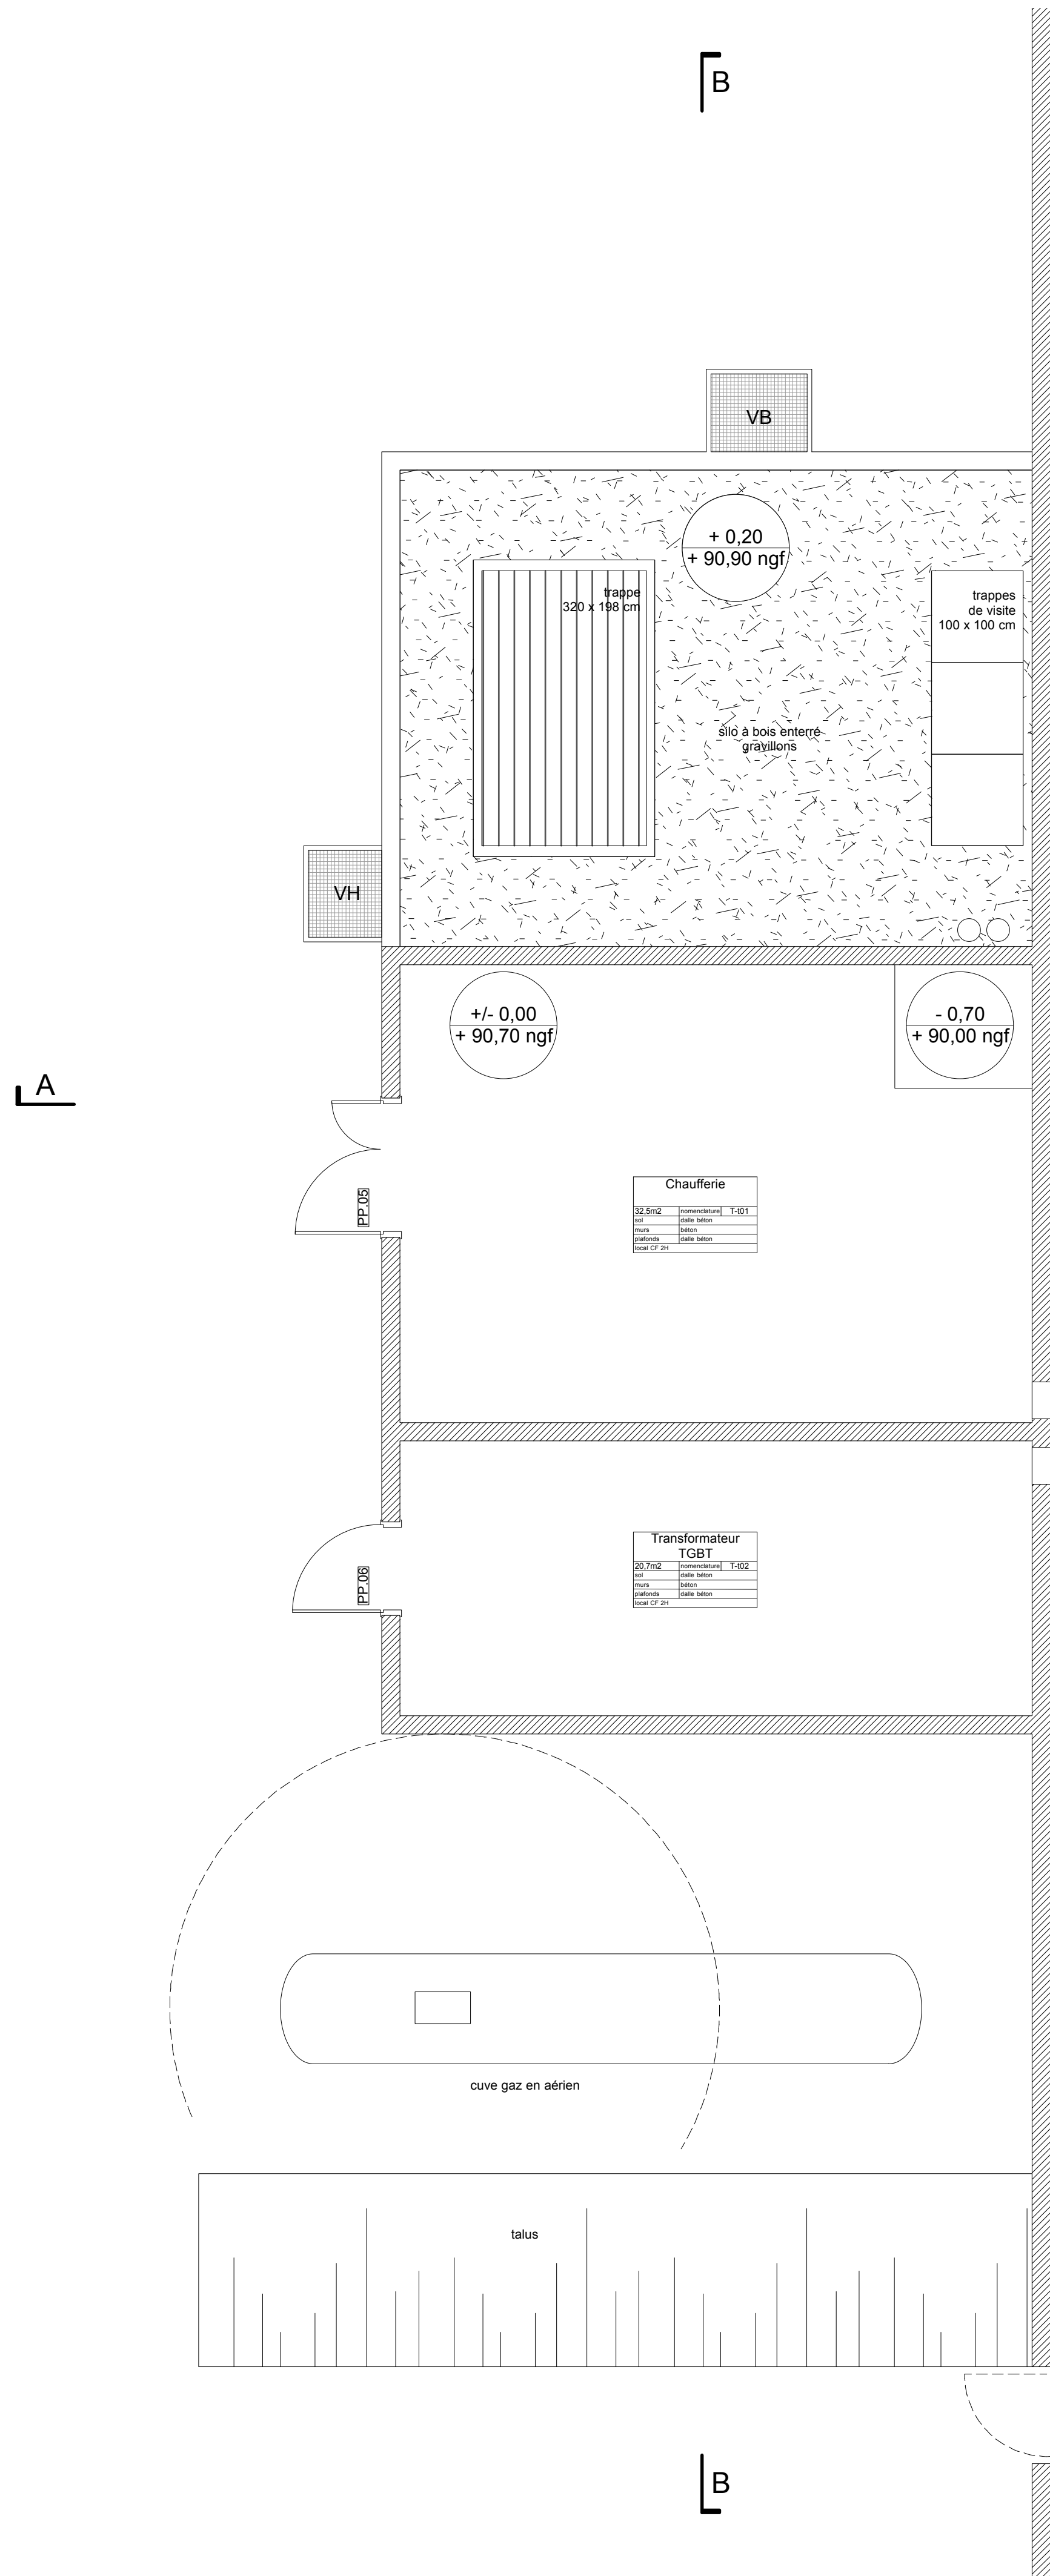 B
VB
+ 0,20
+ 90,90 ngf
trappe
320 x 198 cm
trappes
de visite
100 x 100 cm
silo à bois enterré
gravillons
VH
+/- 0,00
+ 90,70 ngf
- 0,70
+ 90,00 ngf
A
PP.05
Chaufferie
32,5m2 nomenclature T-t01
sol dalle béton
murs béton
plafonds dalle béton
local CF 2H
PP.06
Transformateur
TGBT
20,7m2 nomenclature T-t02
sol dalle béton
murs béton
plafonds dalle béton
local CF 2H
cuve gaz en aérien
talus
B